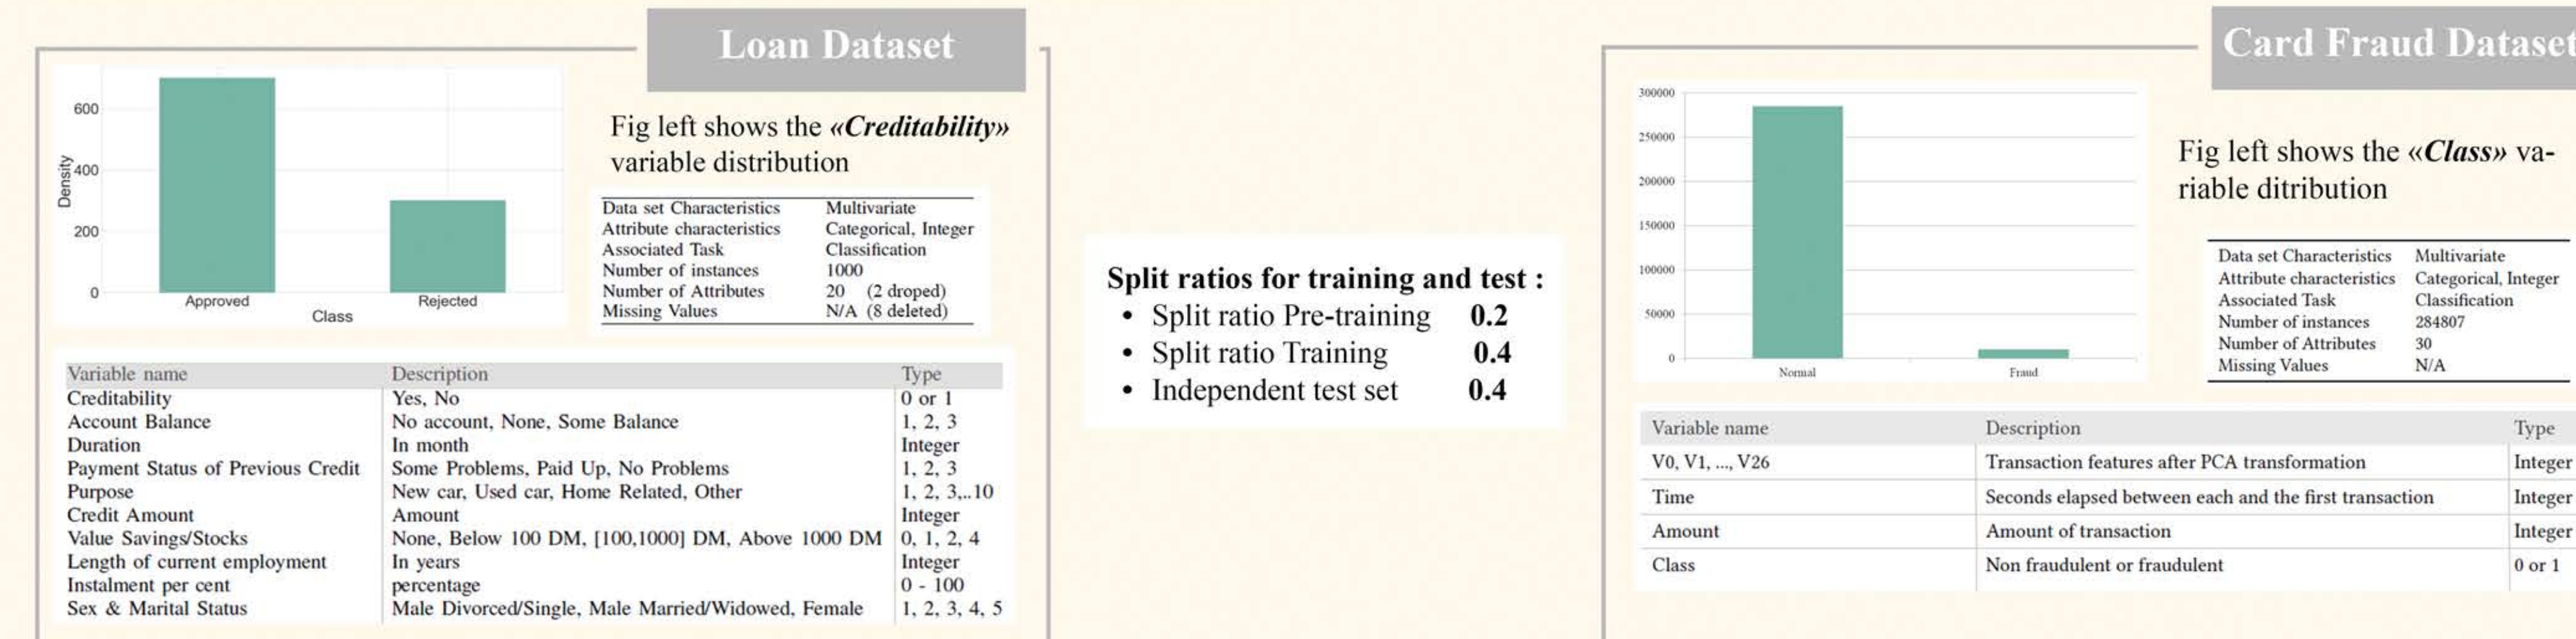 Loan Dataset
600
400
200
0
Density
Approved
Rejected
Class
Fig left shows the «Creditability»
variable distribution
Data set Characteristics Multivariate
Attribute characteristics Categorical, Integer
Associated Task Classification
Number of instances 1000
Number of Attributes 20 (2 droped)
Missing Values N/A (8 deleted)
Variable name Description Type
Creditability Yes, No 0 or 1
Account Balance No account, None, Some Balance 1, 2, 3
Duration In month Integer
Payment Status of Previous Credit Some Problems, Paid Up, No Problems 1, 2, 3
Purpose New car, Used car, Home Related, Other 1, 2, 3,..10
Credit Amount Amount Integer
Value Savings/Stocks None, Below 100 DM, [100,1000] DM, Above 1000 DM 0, 1, 2, 4
Length of current employment In years Integer
Instalment per cent percentage 0 - 100
Sex & Marital Status Male Divorced/Single, Male Married/Widowed, Female 1, 2, 3, 4, 5
Split ratios for training and test :
• Split ratio Pre-training 0.2
• Split ratio Training 0.4
• Independent test set 0.4
Card Fraud Dataset
300000
250000
200000
150000
100000
50000
0
Normal
Fraud
Fig left shows the «Class» va-
riable ditribution
Data set Characteristics Multivariate
Attribute characteristics Categorical, Integer
Associated Task Classification
Number of instances 284807
Number of Attributes 30
Missing Values N/A
Variable name Description Type
V0, V1, ..., V26 Transaction features after PCA transformation Integer
Time Seconds elapsed between each and the first transaction Integer
Amount Amount of transaction Integer
Class Non fraudulent or fraudulent 0 or 1